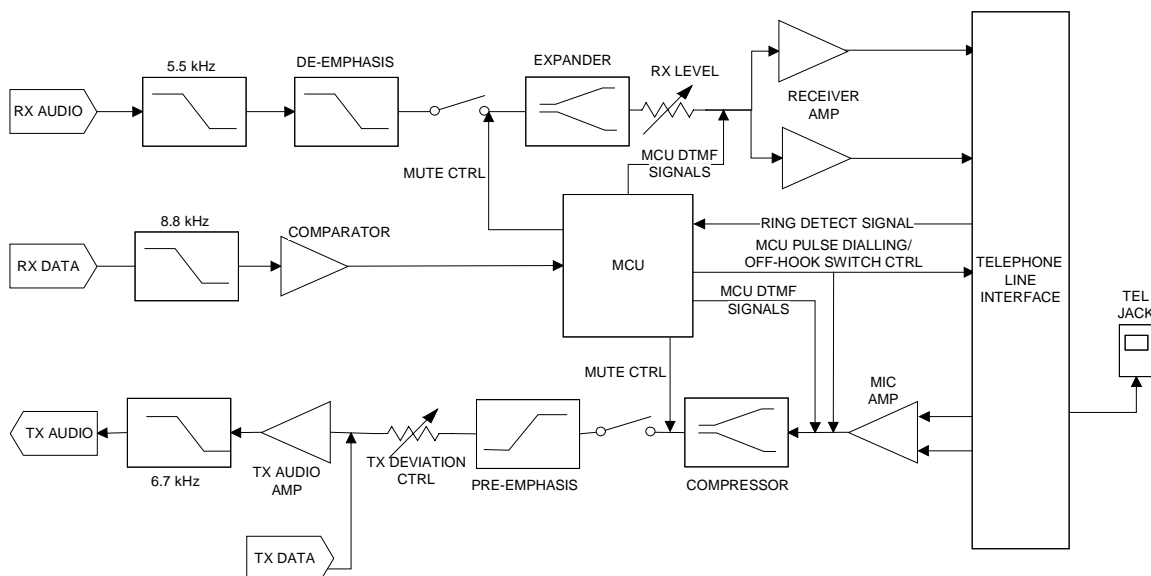 5.5 kHz
DE-EMPHASIS
EXPANDER
RX LEVEL
RECEIVER
AMP
RX AUDIO
MUTE CTRL
MCU DTMF
SIGNALS
8.8 kHz
COMPARATOR
RX DATA
MCU
RING DETECT SIGNAL
MCU PULSE DIALLING/
OFF-HOOK SWITCH CTRL
MCU DTMF
SIGNALS
TELEPHONE
LINE
INTERFACE
TEL
JACK
MUTE CTRL
MIC
AMP
TX AUDIO
6.7 kHz
TX AUDIO
AMP
TX DEVIATION
CTRL
PRE-EMPHASIS
COMPRESSOR
TX DATA